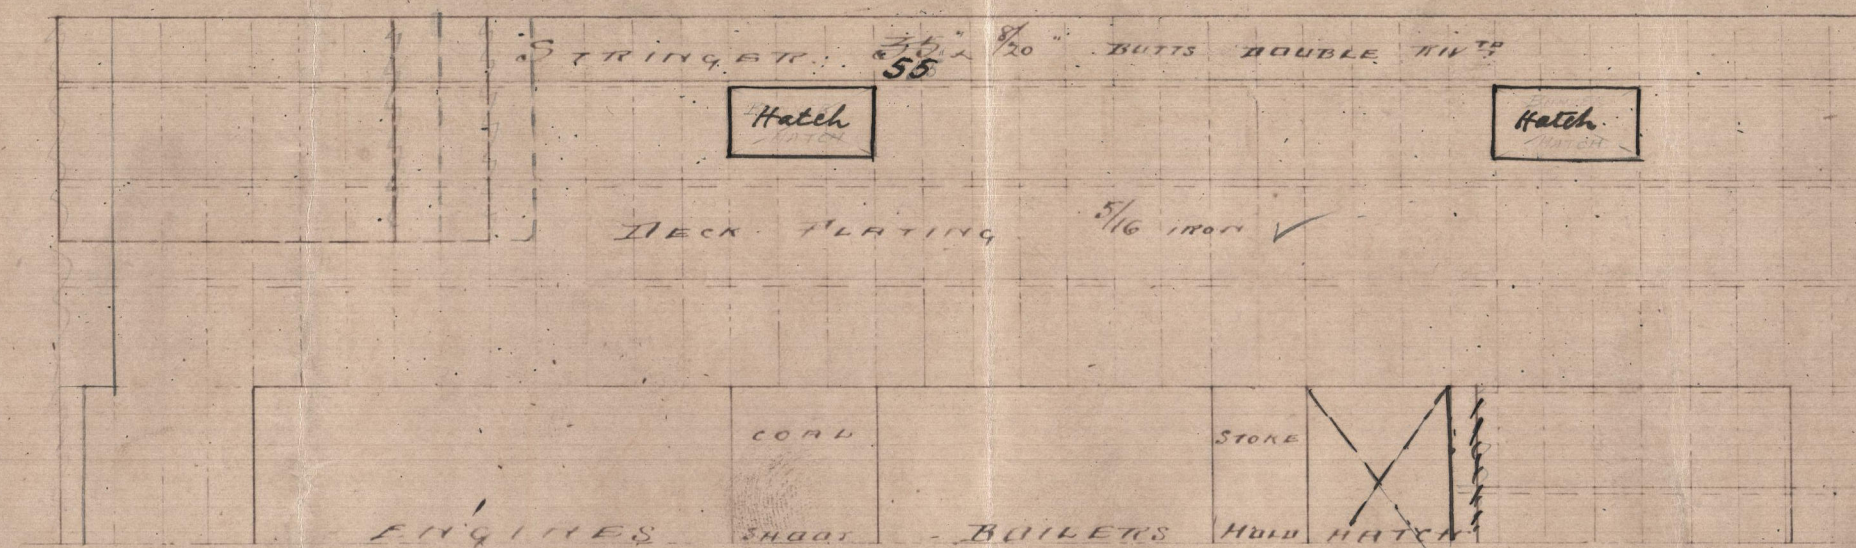 STRINGER. 55 8/20" BUTTS DOUBLE RIVTD
Hatch
Hatch
DECK PLATING 5/16 IRON ✓
COAL
STOKE
ENGINES SHOOT BOILERS HOLD HATCH